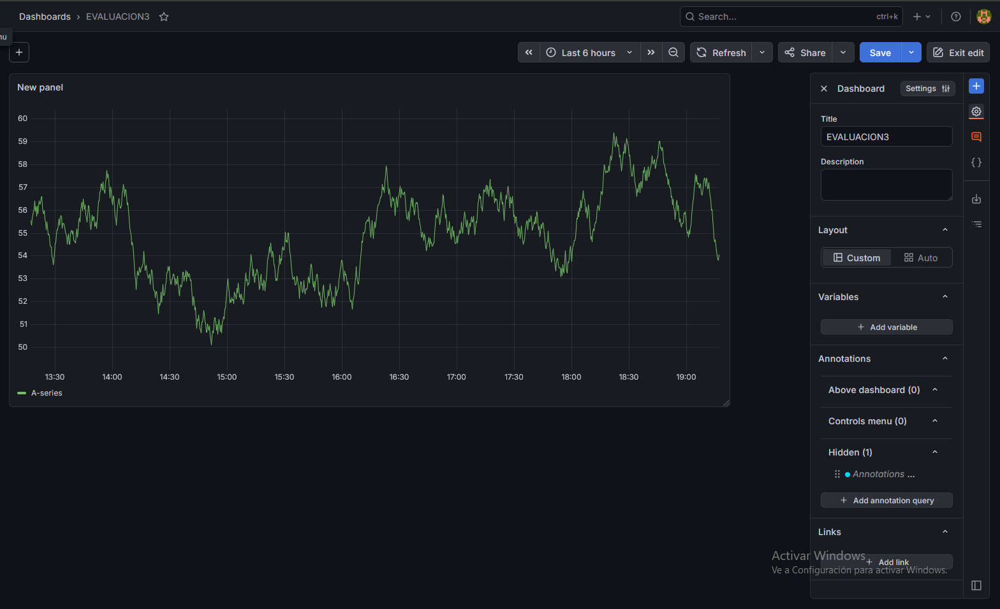 Dashboards › EVALUACION3
Search... ctrl+k
nu
Last 6 hours Refresh Share Save Exit edit
New panel
60
59
58
57
56
55
54
53
52
51
50
13:30 14:00 14:30 15:00 15:30 16:00 16:30 17:00 17:30 18:00 18:30 19:00
A-series
Dashboard Settings
Title
EVALUACION3
Description
Layout
Custom Auto
Variables
+ Add variable
Annotations
Above dashboard (0)
Controls menu (0)
Hidden (1)
Annotations ...
+ Add annotation query
Links
+ Add link
Activar Windows
Ve a Configuración para activar Windows.